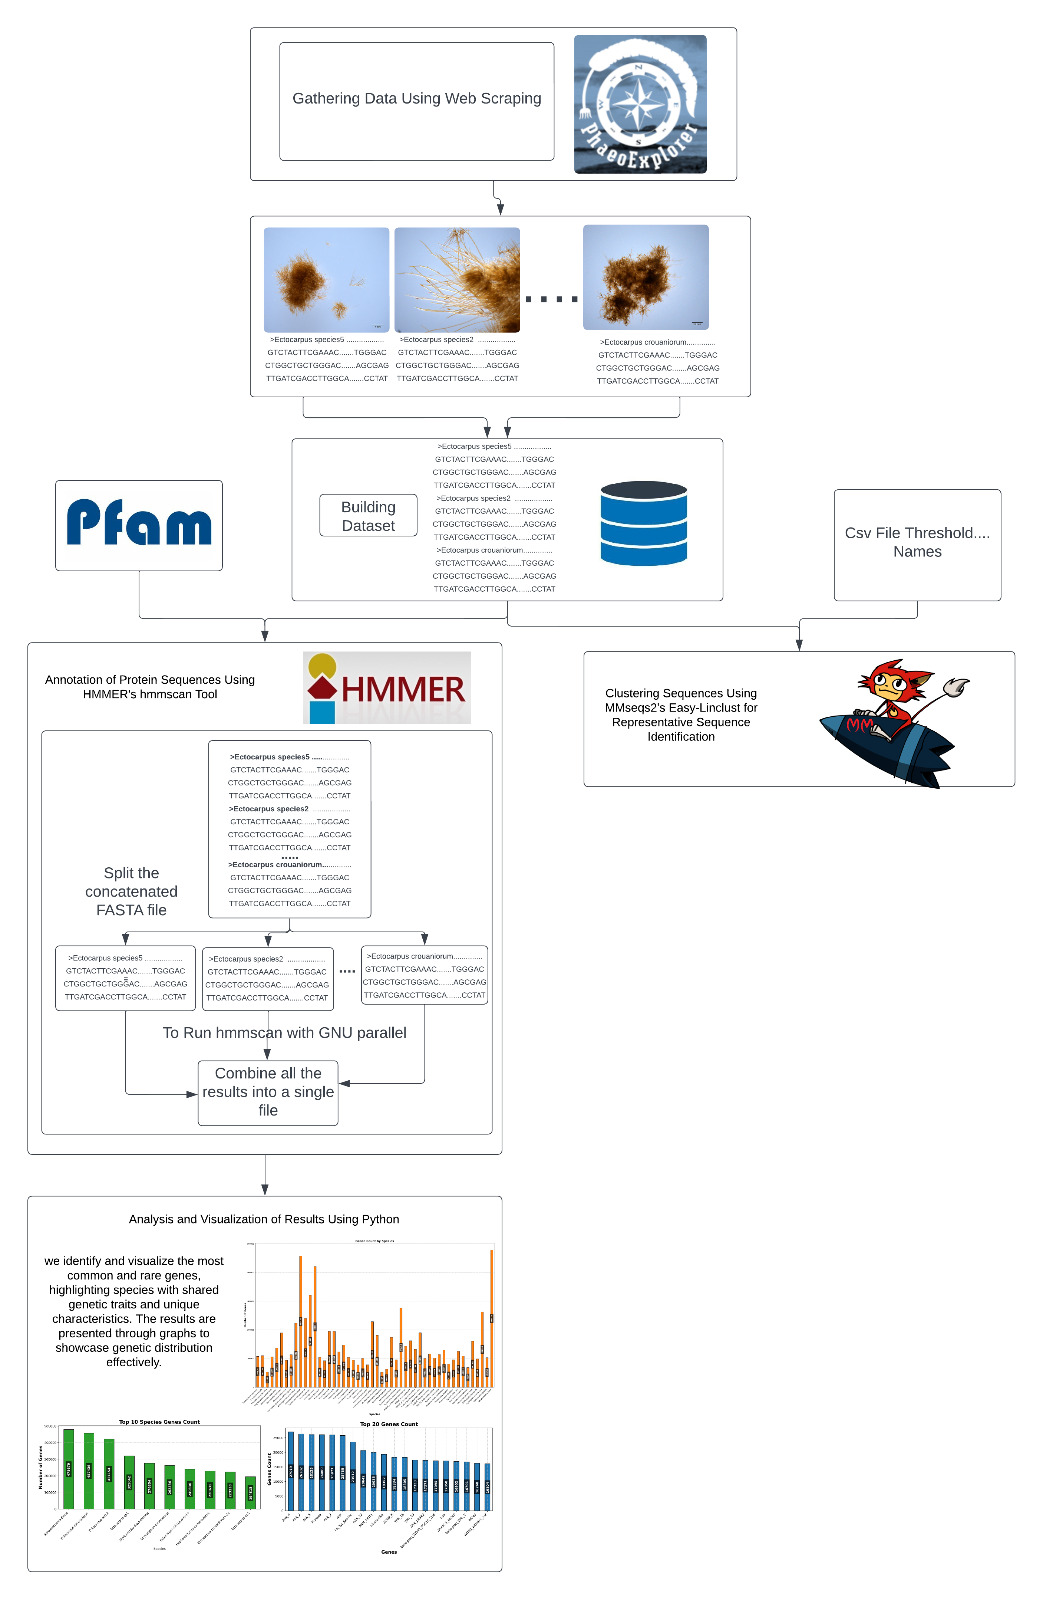 Gathering Data Using Web Scraping
PhaeoExplorer
N
W
E
S
>Ectocarpus species5 ..................
GTCTACTTCGAAAC.......TGGGAC
CTGGCTGCTGGGAC.......AGCGAG
TTGATCGACCTTGGCA.......CCTAT
>Ectocarpus species2 ..................
GTCTACTTCGAAAC.......TGGGAC
CTGGCTGCTGGGAC.......AGCGAG
TTGATCGACCTTGGCA.......CCTAT
>Ectocarpus crouaniorum.............
GTCTACTTCGAAAC.......TGGGAC
CTGGCTGCTGGGAC.......AGCGAG
TTGATCGACCTTGGCA.......CCTAT
Pfam
Building
Dataset
>Ectocarpus species5 ..................
GTCTACTTCGAAAC.......TGGGAC
CTGGCTGCTGGGAC.......AGCGAG
TTGATCGACCTTGGCA.......CCTAT
>Ectocarpus species2 ..................
GTCTACTTCGAAAC.......TGGGAC
CTGGCTGCTGGGAC.......AGCGAG
TTGATCGACCTTGGCA.......CCTAT
>Ectocarpus crouaniorum.............
GTCTACTTCGAAAC.......TGGGAC
CTGGCTGCTGGGAC.......AGCGAG
TTGATCGACCTTGGCA.......CCTAT
Csv File Threshold....
Names
Annotation of Protein Sequences Using
HMMER's hmmscan Tool
HMMER
Clustering Sequences Using
MMseqs2's Easy-Linclust for
Representative Sequence
Identification
MM
>Ectocarpus species5 ..................
GTCTACTTCGAAAC.......TGGGAC
CTGGCTGCTGGGAC.......AGCGAG
TTGATCGACCTTGGCA.......CCTAT
>Ectocarpus species2 ..................
GTCTACTTCGAAAC.......TGGGAC
CTGGCTGCTGGGAC.......AGCGAG
TTGATCGACCTTGGCA.......CCTAT
.....
>Ectocarpus crouaniorum.............
GTCTACTTCGAAAC.......TGGGAC
CTGGCTGCTGGGAC.......AGCGAG
TTGATCGACCTTGGCA.......CCTAT
Split the
concatenated
FASTA file
>Ectocarpus species5 ..................
GTCTACTTCGAAAC.......TGGGAC
CTGGCTGCTGGGAC.......AGCGAG
TTGATCGACCTTGGCA.......CCTAT
>Ectocarpus species2 ..................
GTCTACTTCGAAAC.......TGGGAC
CTGGCTGCTGGGAC.......AGCGAG
TTGATCGACCTTGGCA.......CCTAT
....
>Ectocarpus crouaniorum.............
GTCTACTTCGAAAC.......TGGGAC
CTGGCTGCTGGGAC.......AGCGAG
TTGATCGACCTTGGCA.......CCTAT
To Run hmmscan with GNU parallel
Combine all the
results into a single
file
Analysis and Visualization of Results Using Python
we identify and visualize the most
common and rare genes,
highlighting species with shared
genetic traits and unique
characteristics. The results are
presented through graphs to
showcase genetic distribution
effectively.
Species
Top 10 Species Genes Count
Number of Genes
Species
Top 20 Genes Count
Genes Count
Genes